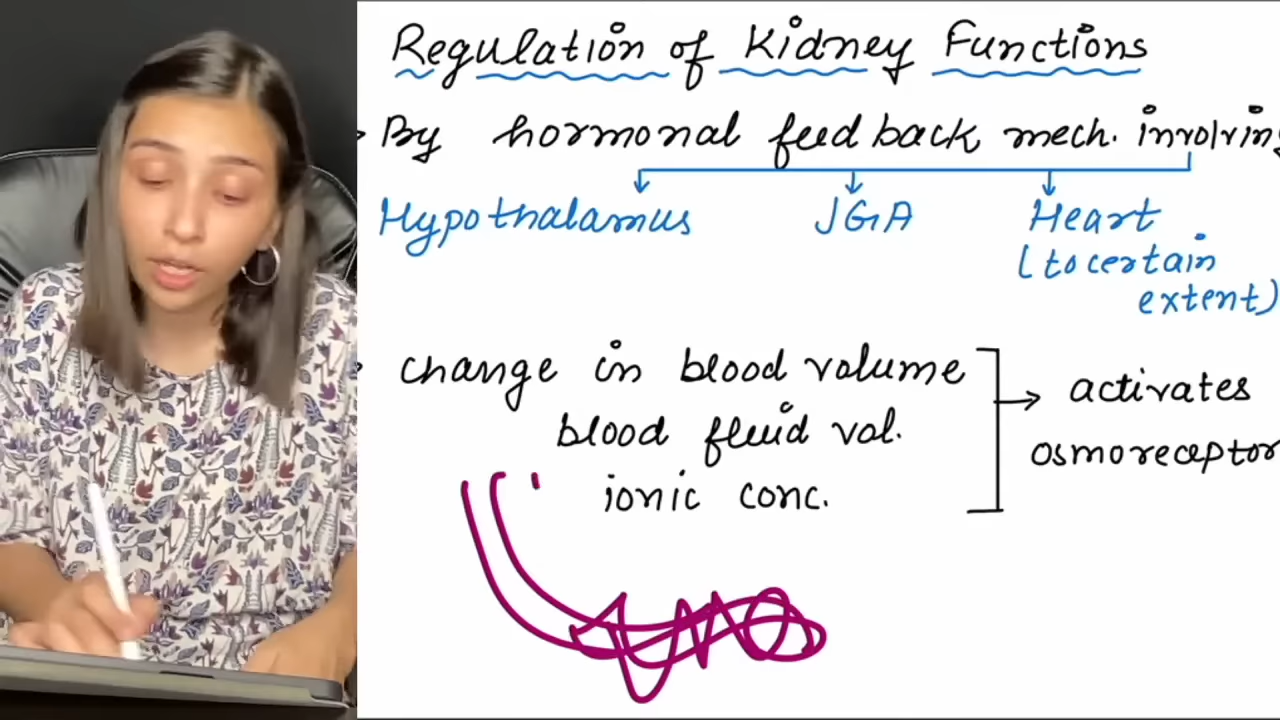 Regulation of Kidney Functions
By hormonal feedback mech. involving
Hypothalamus JGA Heart
(to certain
extent)
change in blood volume
blood fluid vol.
ionic conc.
activates
osmoreceptor